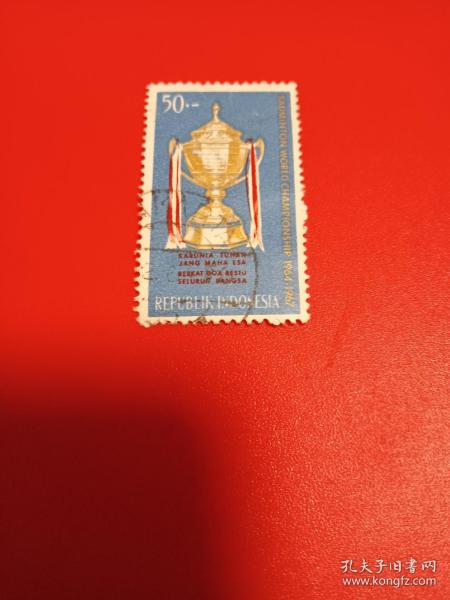 50.-
BADMINTON WORLD CHAMPIONSHIP 1964-1967
KARUNIA TUHAN
JANG MAHA ESA
BERKAT DOA RESTU
SELURUH BANGSA
REPUBLIK INDONESIA
孔夫子旧书网
www.kongfz.com